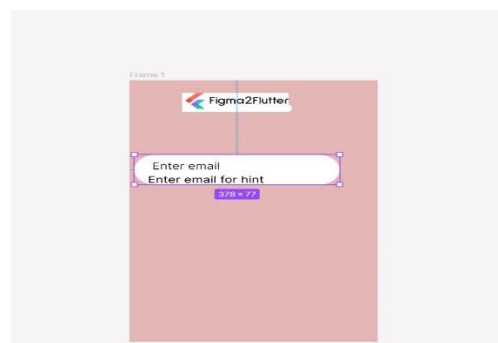 Frame 1
Figma2Flutter
Enter email
Enter email for hint
378 × 77